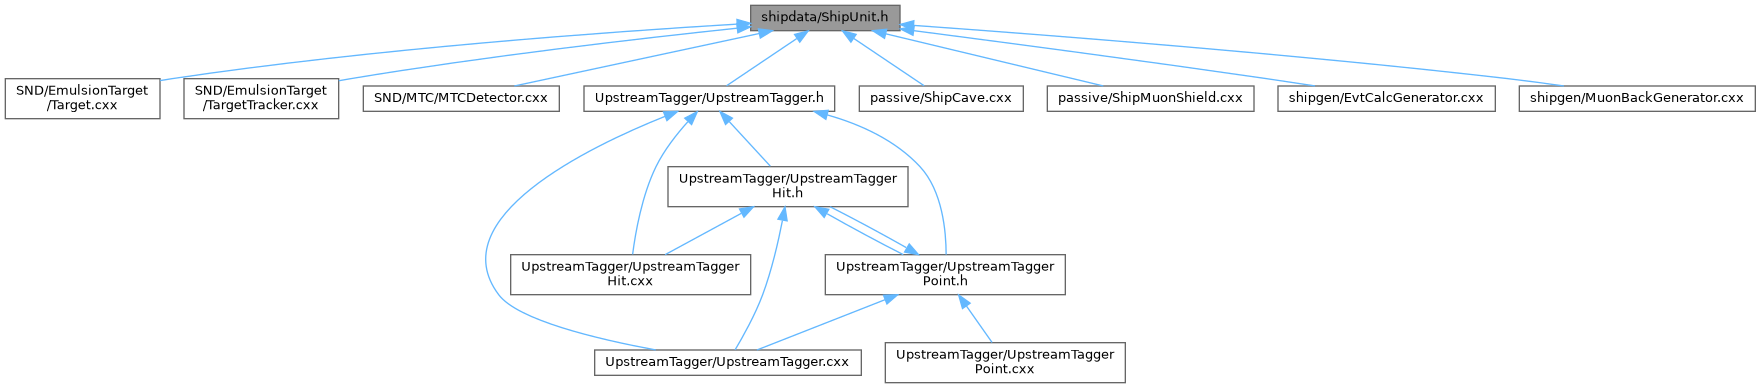 shipdata/ShipUnit.h
SND/EmulsionTarget
/Target.cxx
SND/EmulsionTarget
/TargetTracker.cxx
SND/MTC/MTCDetector.cxx
UpstreamTagger/UpstreamTagger.h
passive/ShipCave.cxx
passive/ShipMuonShield.cxx
shipgen/EvtCalcGenerator.cxx
shipgen/MuonBackGenerator.cxx
UpstreamTagger/UpstreamTagger
Hit.h
UpstreamTagger/UpstreamTagger
Hit.cxx
UpstreamTagger/UpstreamTagger
Point.h
UpstreamTagger/UpstreamTagger.cxx
UpstreamTagger/UpstreamTagger
Point.cxx